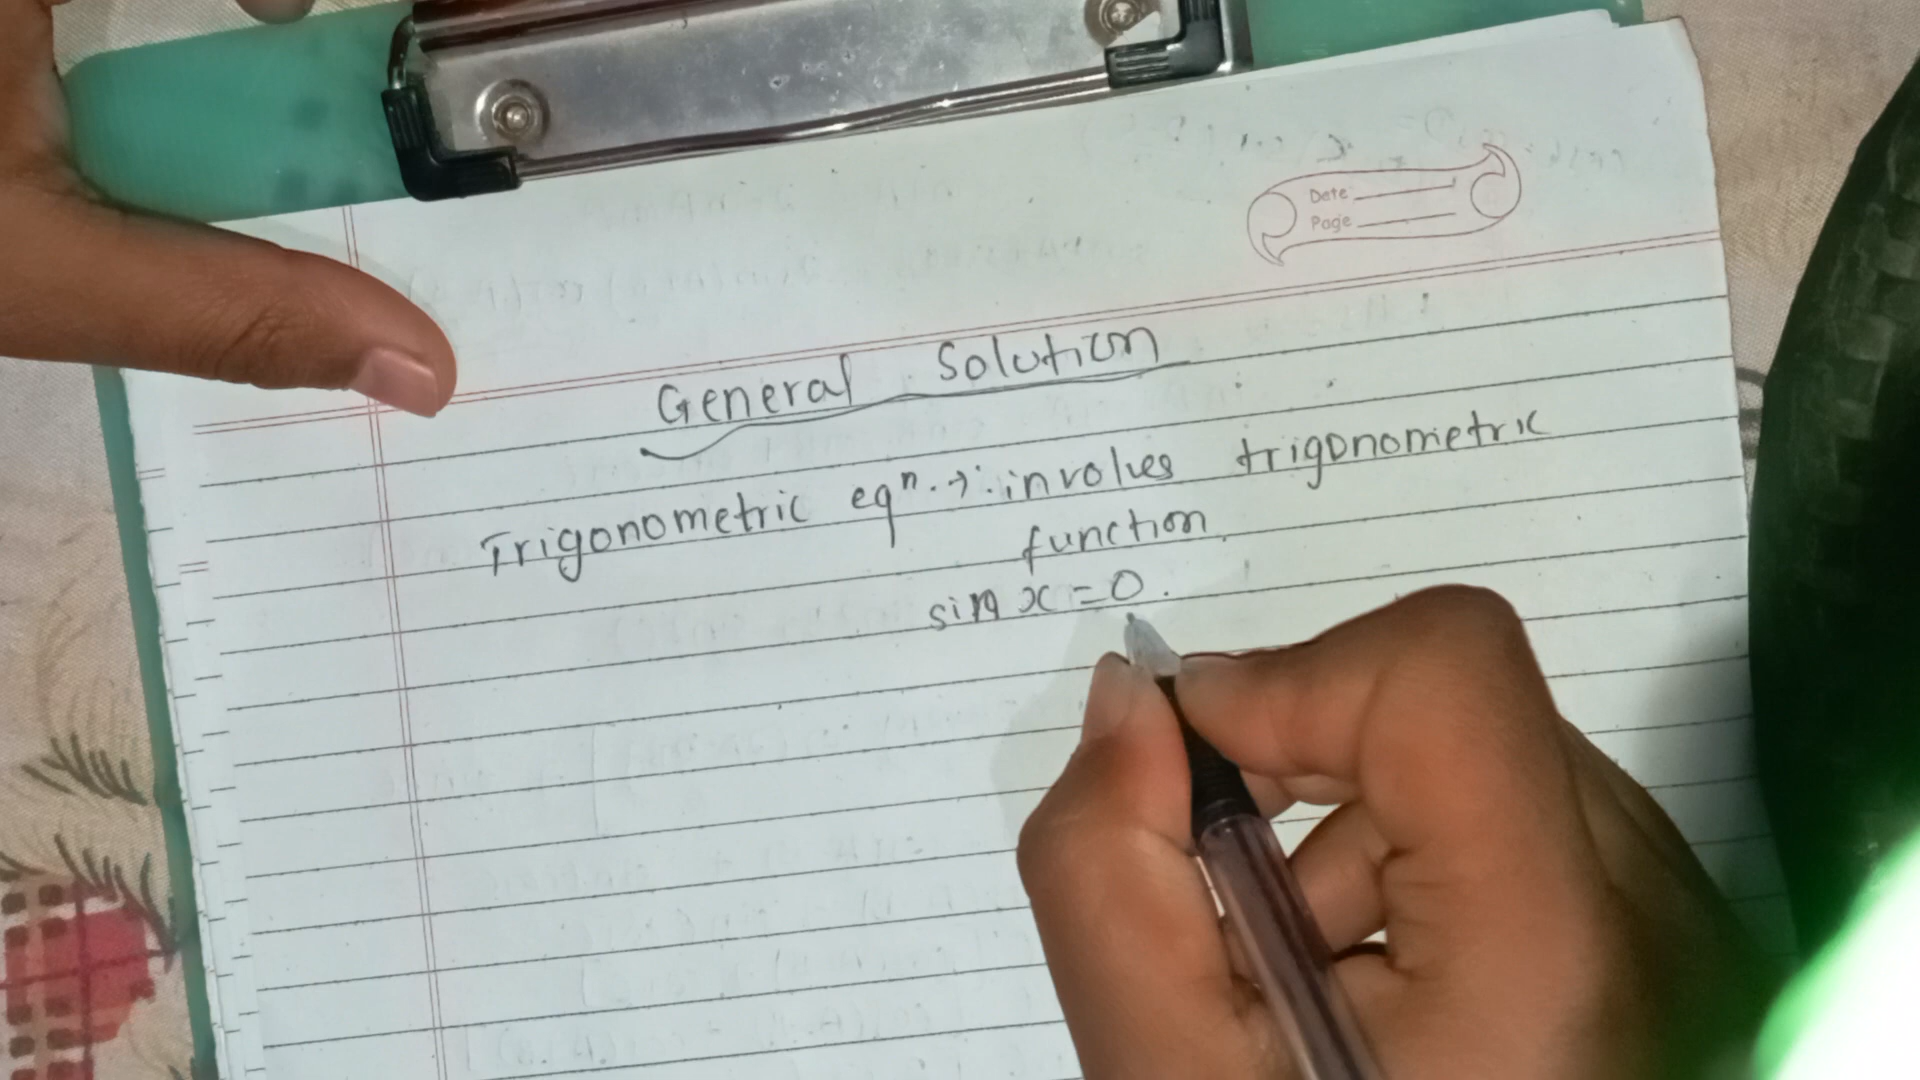 Date
Page
General Solution
Trigonometric eqⁿ. →: involves trigonometric
function.
sin x = 0.